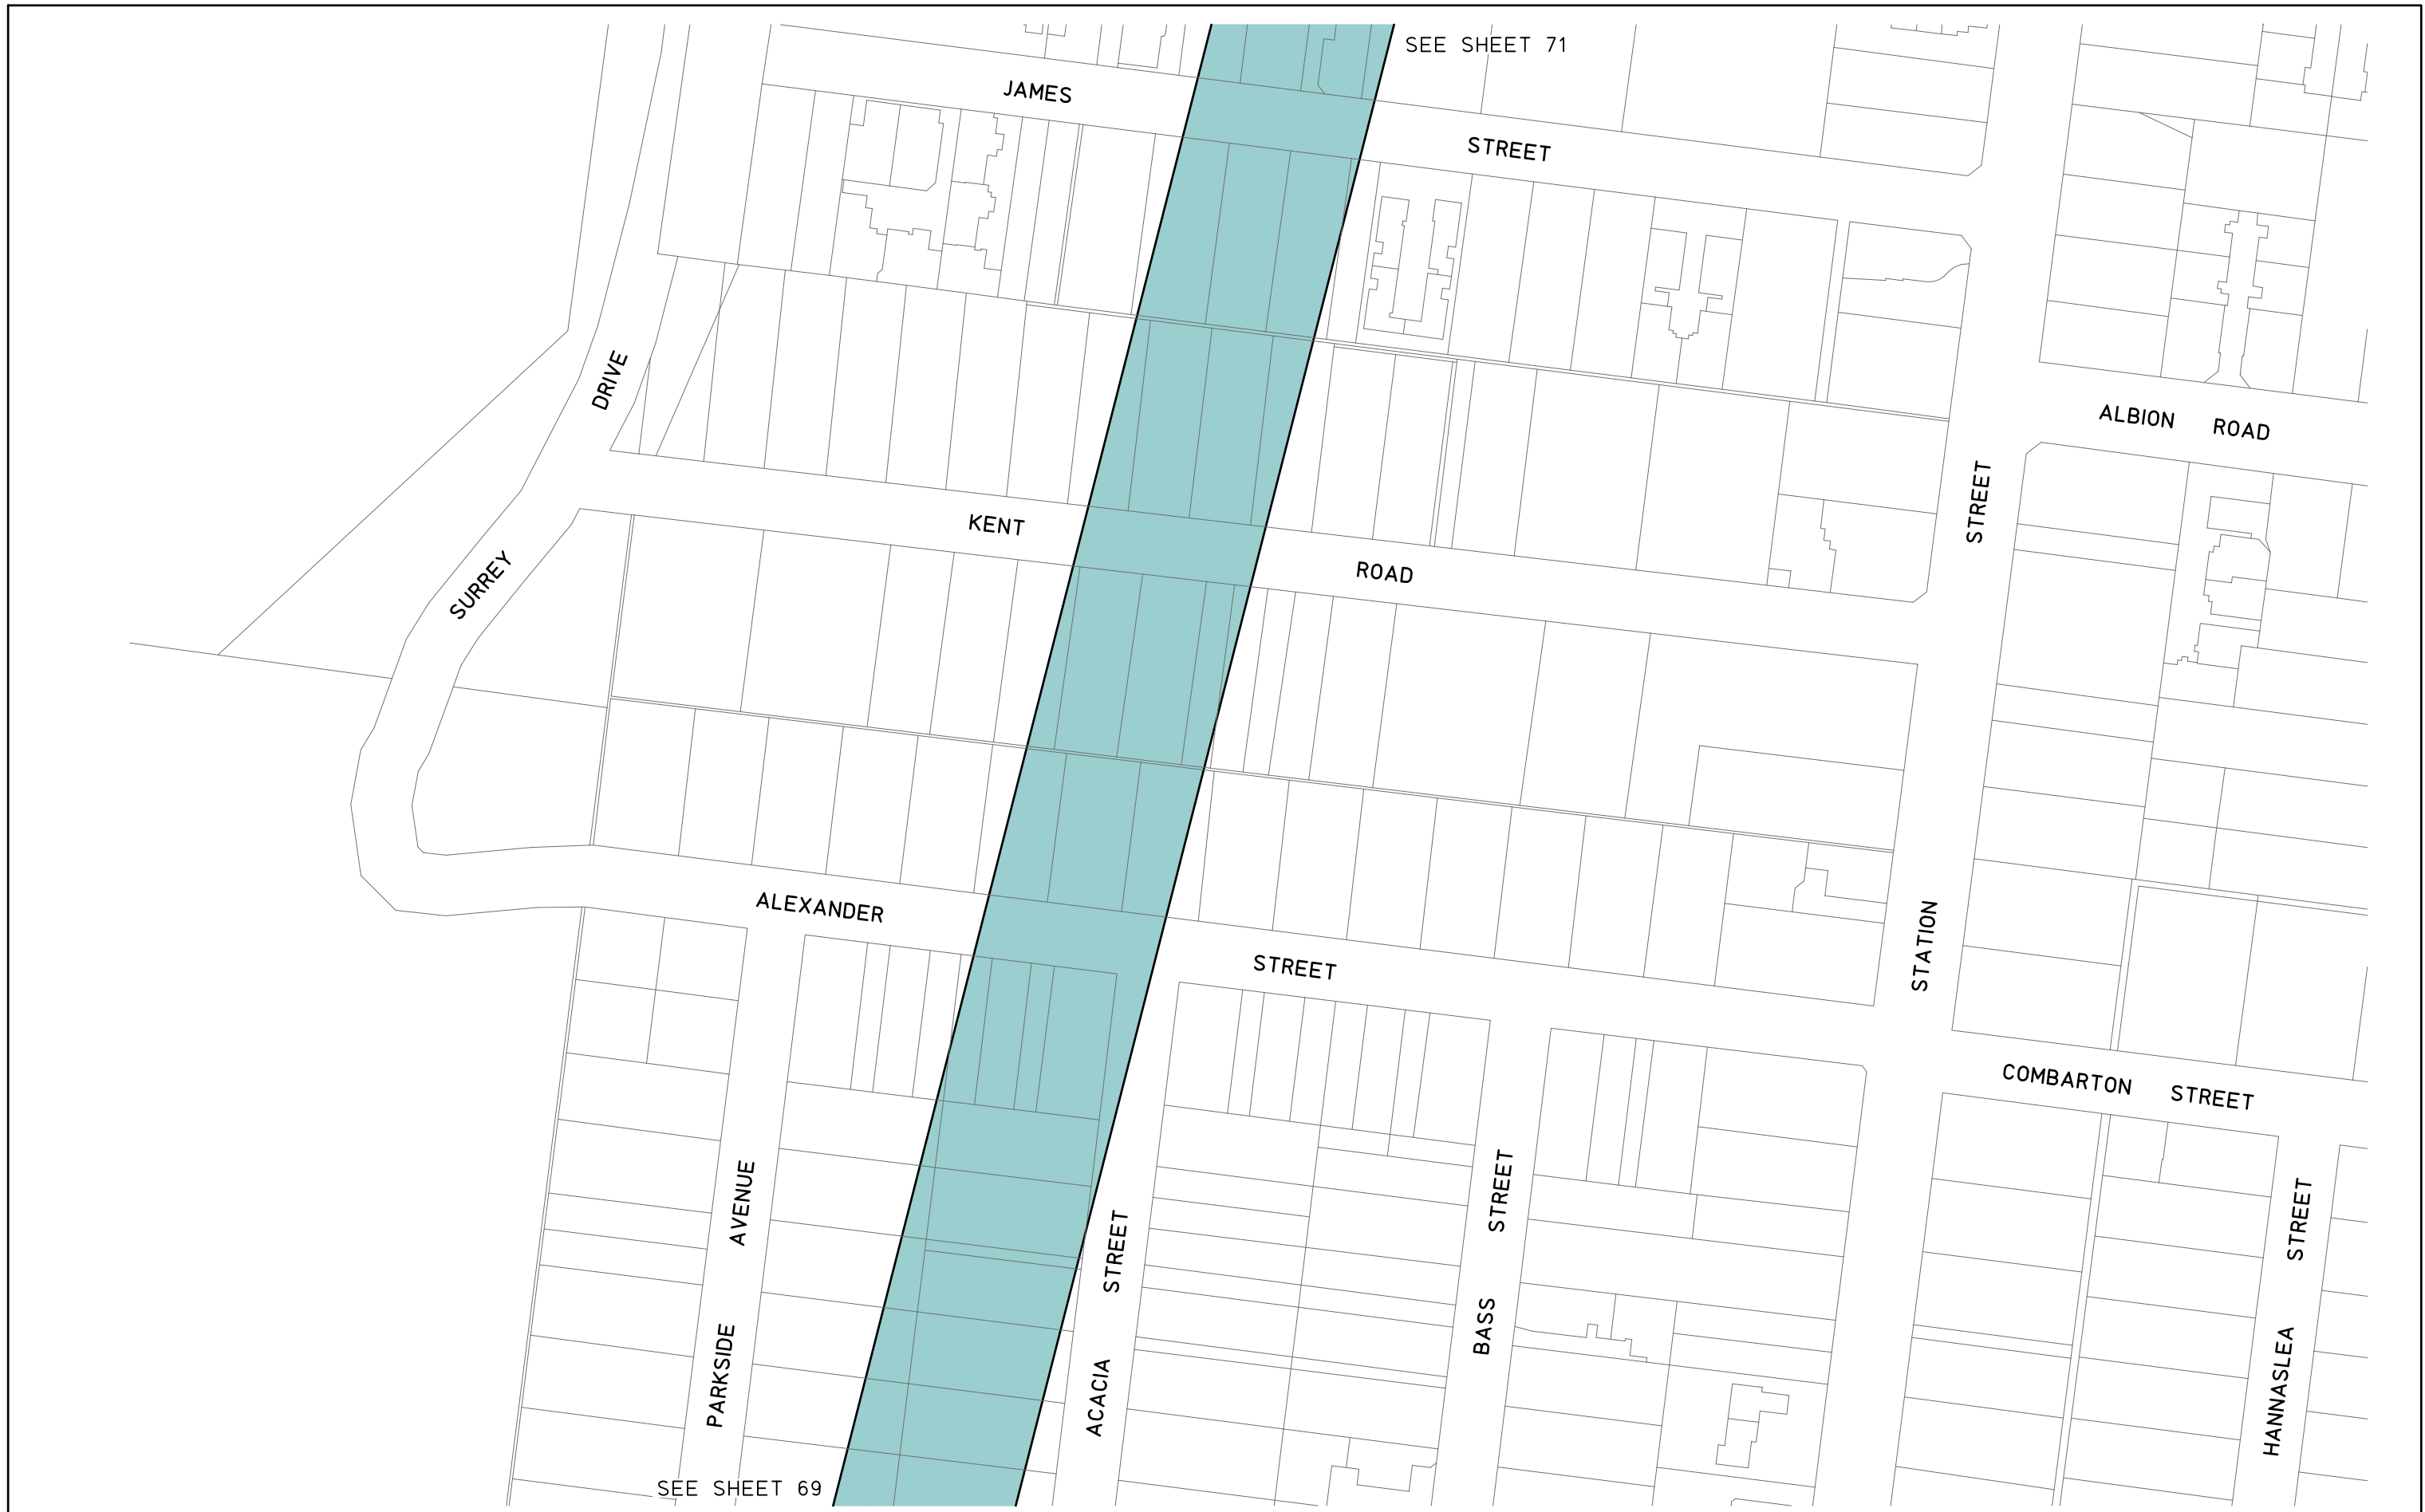 SEE SHEET 71
JAMES
STREET
DRIVE
ALBION ROAD
STREET
KENT
SURREY
ROAD
ALEXANDER
STREET
STATION
COMBARTON STREET
AVENUE
STREET
STREET
STREET
PARKSIDE
ACACIA
BASS
HANNASLEA
SEE SHEET 69